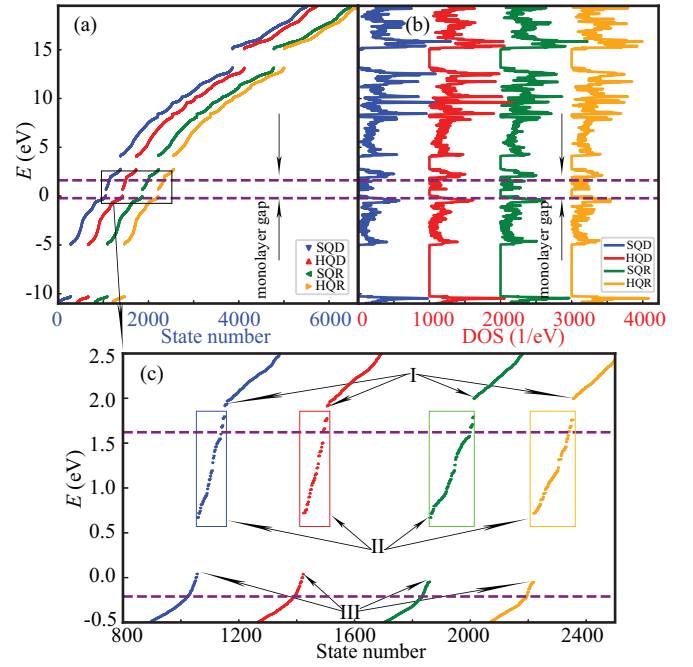 (a)
(b)
15
10
5
0
-5
-10
E (eV)
monolayer gap
monolayer gap
SQD
HQD
SQR
HQR
SQD
HQD
SQR
HQR
0 2000 4000 6000
0 1000 2000 3000 4000
State number
DOS (1/eV)
(c)
2.5
2.0
1.5
1.0
0.5
0.0
-0.5
E (eV)
I
II
III
800 1200 1600 2000 2400
State number